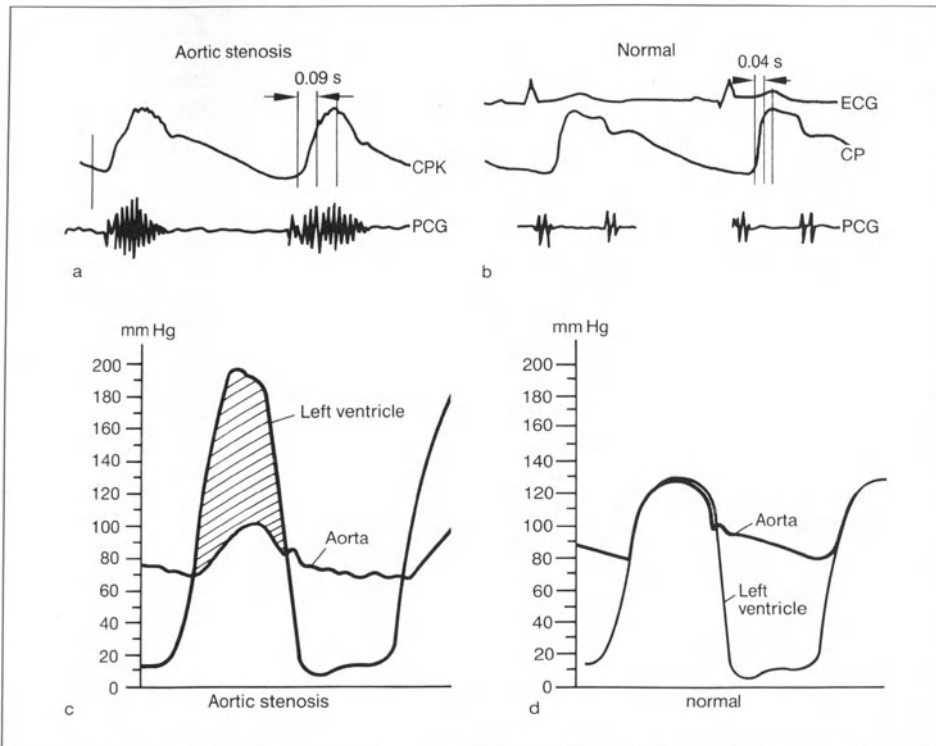 Aortic stenosis
0.09 s
CPK
PCG
a
Normal
0.04 s
ECG
CP
PCG
b
mm Hg
200
180
160
140
120
100
80
60
40
20
0
Left ventricle
Aorta
c
Aortic stenosis
mm Hg
200
180
160
140
120
100
80
60
40
20
0
Aorta
Left
ventricle
d
normal